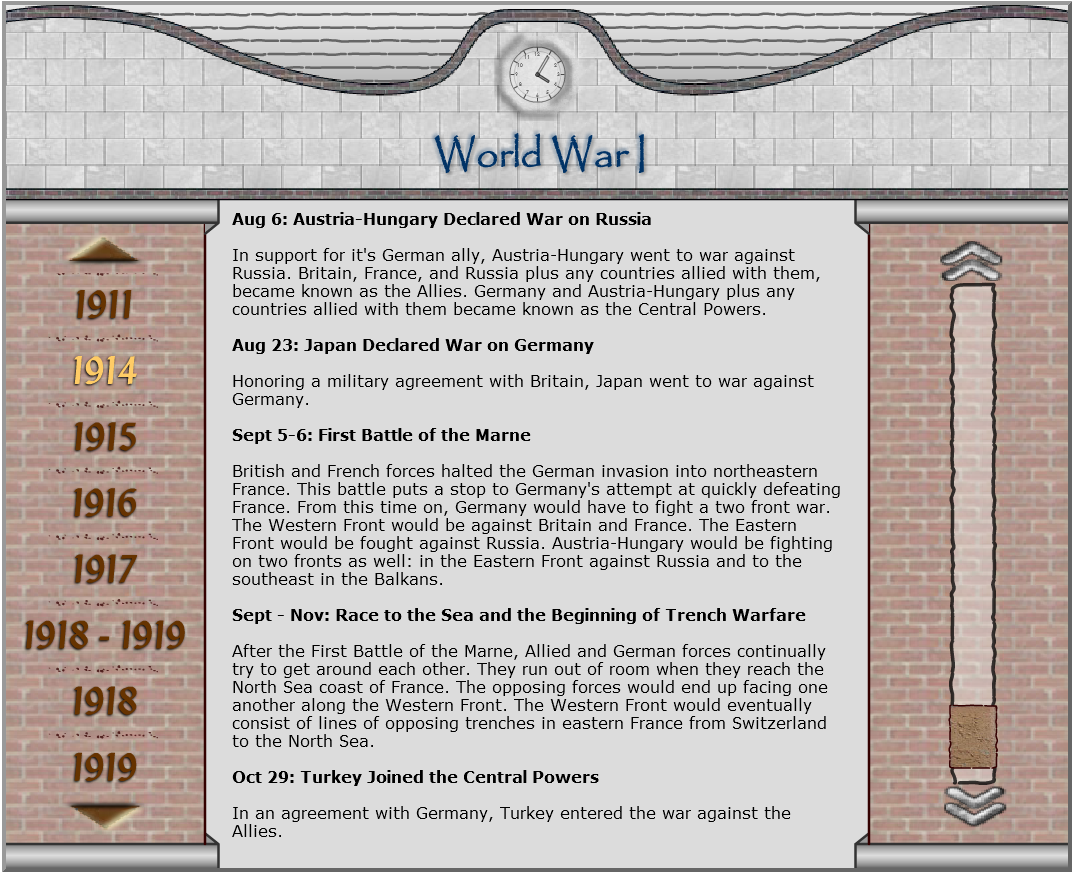 World War I
Aug 6: Austria-Hungary Declared War on Russia
In support for it's German ally, Austria-Hungary went to war against
Russia. Britain, France, and Russia plus any countries allied with them,
became known as the Allies. Germany and Austria-Hungary plus any
countries allied with them became known as the Central Powers.
Aug 23: Japan Declared War on Germany
Honoring a military agreement with Britain, Japan went to war against
Germany.
Sept 5-6: First Battle of the Marne
British and French forces halted the German invasion into northeastern
France. This battle puts a stop to Germany's attempt at quickly defeating
France. From this time on, Germany would have to fight a two front war.
The Western Front would be against Britain and France. The Eastern
Front would be fought against Russia. Austria-Hungary would be fighting
on two fronts as well: in the Eastern Front against Russia and to the
southeast in the Balkans.
Sept - Nov: Race to the Sea and the Beginning of Trench Warfare
After the First Battle of the Marne, Allied and German forces continually
try to get around each other. They run out of room when they reach the
North Sea coast of France. The opposing forces would end up facing one
another along the Western Front. The Western Front would eventually
consist of lines of opposing trenches in eastern France from Switzerland
to the North Sea.
Oct 29: Turkey Joined the Central Powers
In an agreement with Germany, Turkey entered the war against the
Allies.
1911
1914
1915
1916
1917
1918 - 1919
1918
1919